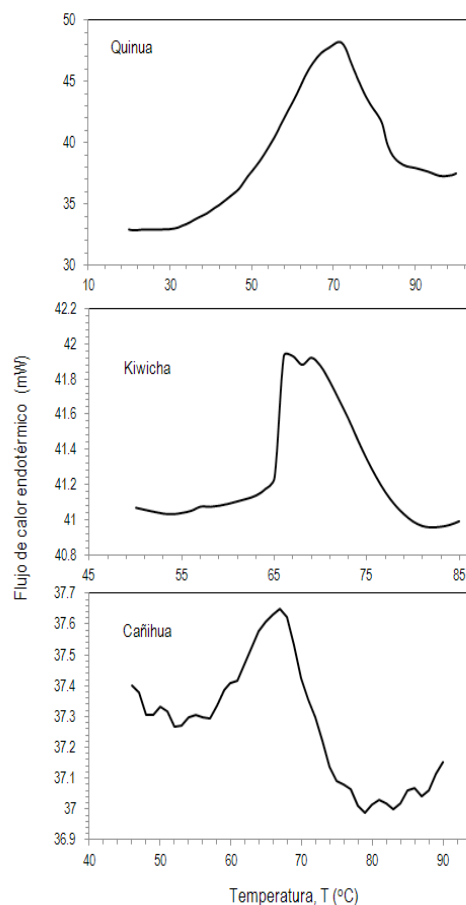 50
Quinua
45
40
35
30
10 30 50 70 90
42.2
42
Kiwicha
41.8
41.6
41.4
41.2
41
40.8
45 55 65 75 85
Flujo de calor endotérmico (mW)
37.7
37.6
Cañihua
37.5
37.4
37.3
37.2
37.1
37
36.9
40 50 60 70 80 90
Temperatura, T (ºC)